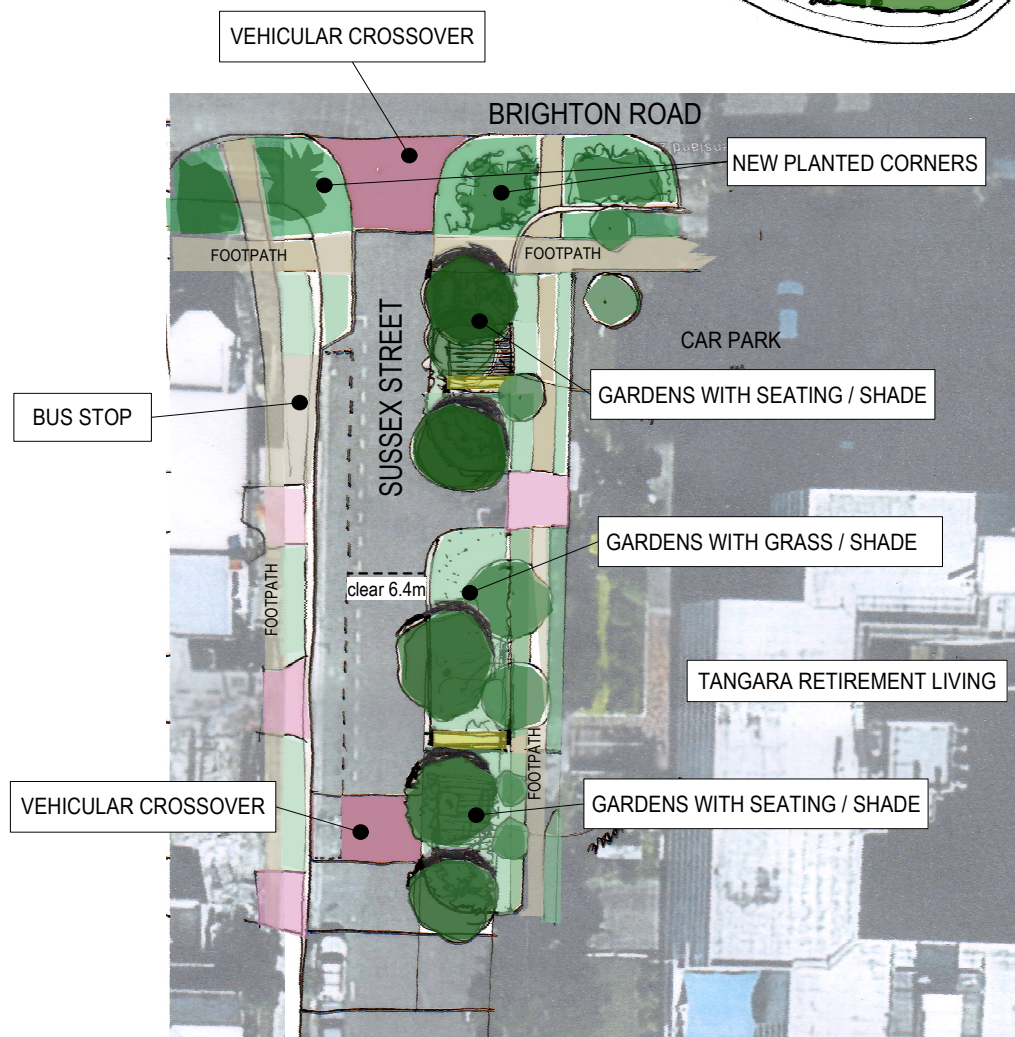 VEHICULAR CROSSOVER
BRIGHTON ROAD
NEW PLANTED CORNERS
FOOTPATH
FOOTPATH
SUSSEX STREET
CAR PARK
GARDENS WITH SEATING / SHADE
BUS STOP
GARDENS WITH GRASS / SHADE
clear 6.4m
FOOTPATH
TANGARA RETIREMENT LIVING
FOOTPATH
VEHICULAR CROSSOVER
GARDENS WITH SEATING / SHADE